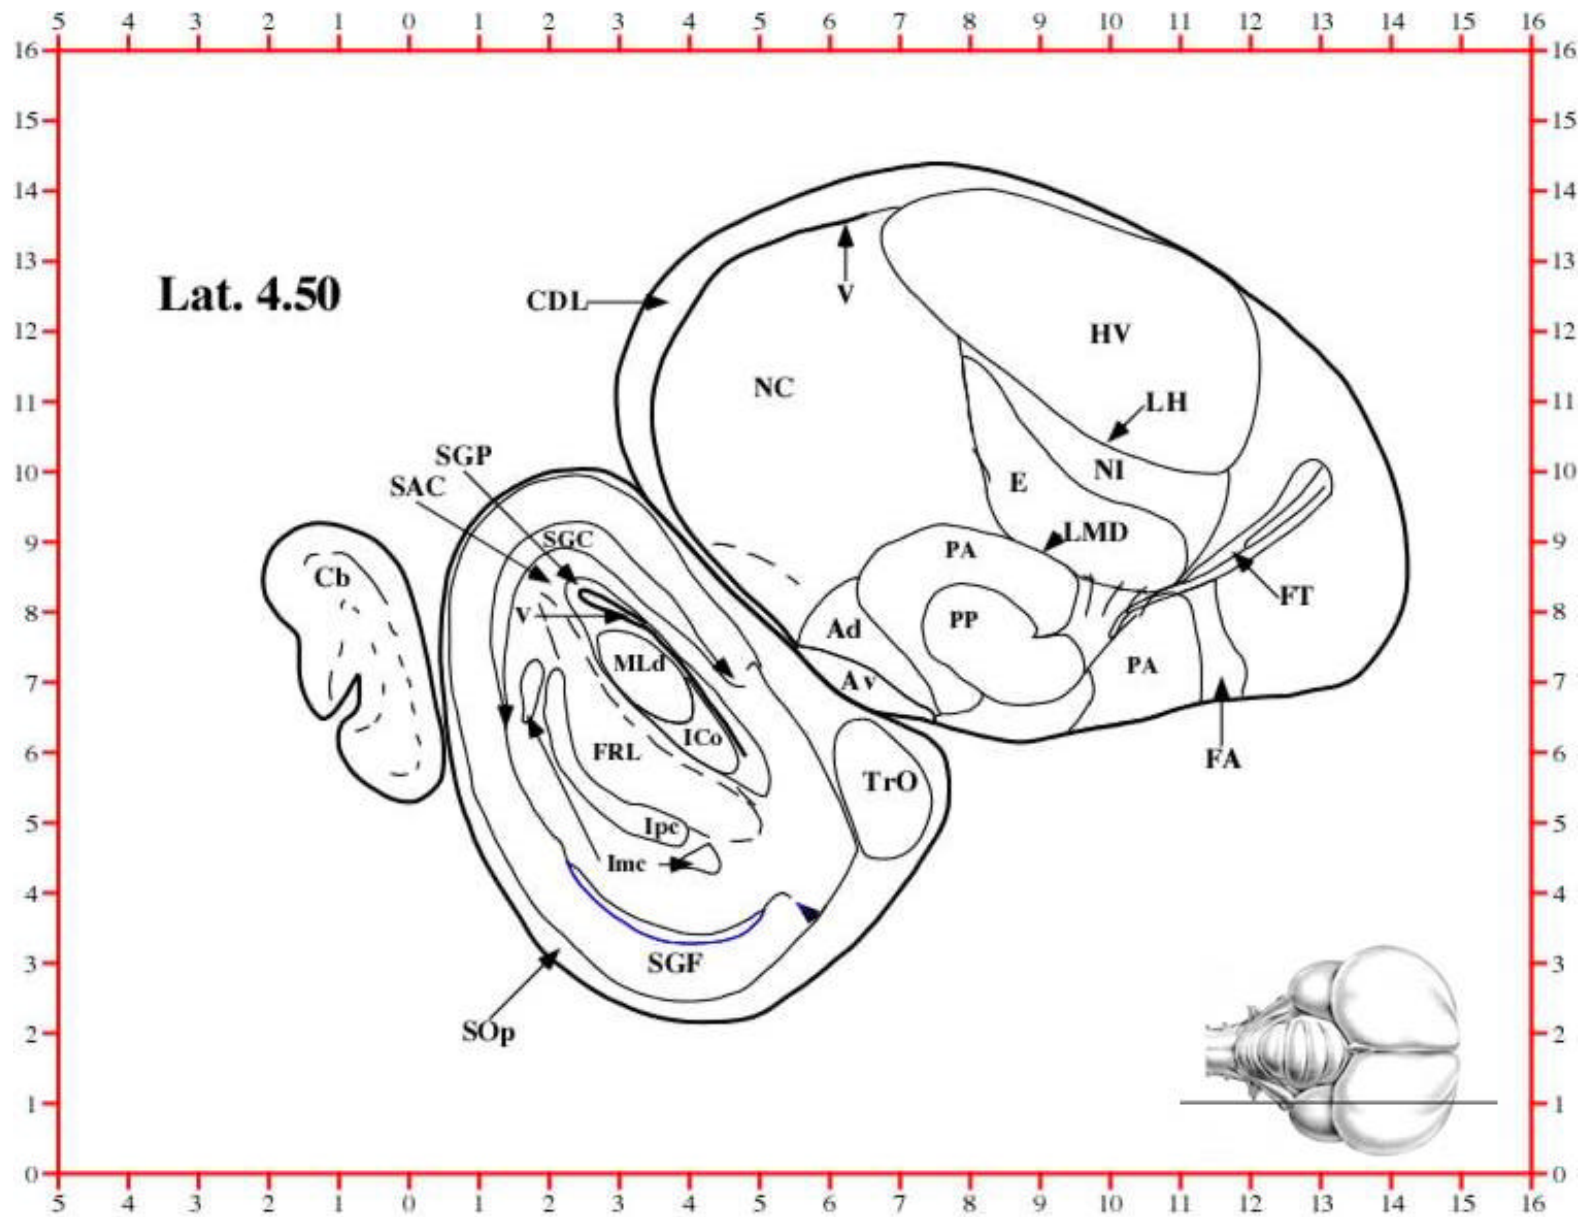 5 4 3 2 1 0 1 2 3 4 5 6 7 8 9 10 11 12 13 14 15 16
16 16
15 15
14 14
13 13
Lat. 4.50
CDL
V
12 12
HV
NC
11 11
LH
SGP
10 10
SAC
E
NI
SGC
9 9
PA
LMD
Cb
FT
8 8
V
Ad
PP
MLd
PA
7 7
Av
FRL
ICo
6 6
FA
TrO
5 5
Ipc
Imc
4 4
SGF
3 3
SOp
2 2
1 1
0 0
5 4 3 2 1 0 1 2 3 4 5 6 7 8 9 10 11 12 13 14 15 16